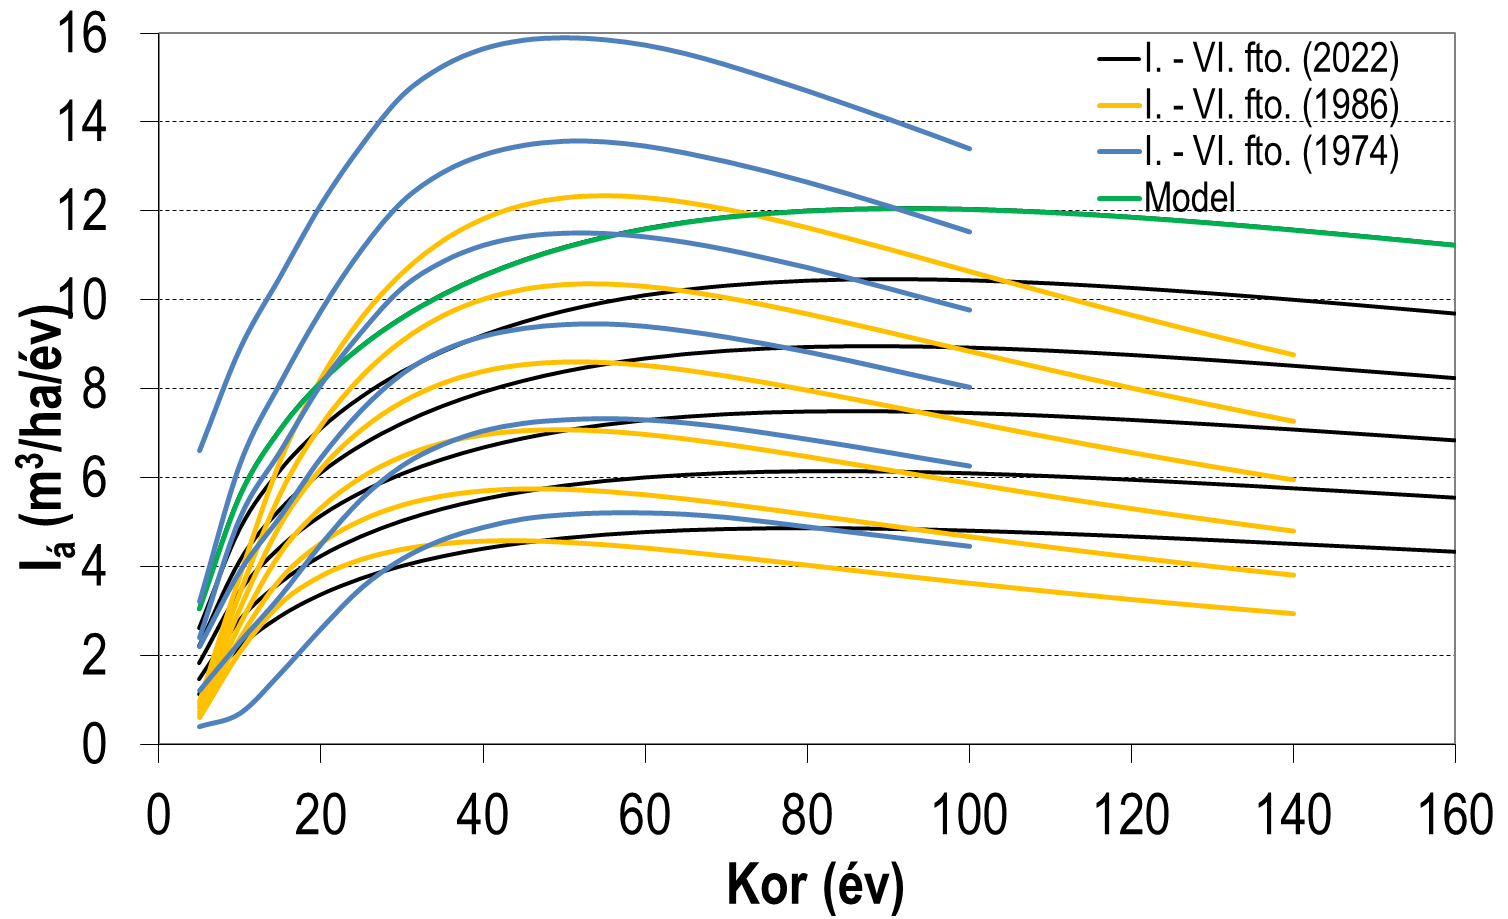 16
14
12
10
8
6
4
2
0
Iá (m³/ha/év)
I. - VI. fto. (2022)
I. - VI. fto. (1986)
I. - VI. fto. (1974)
Model
0 20 40 60 80 100 120 140 160
Kor (év)